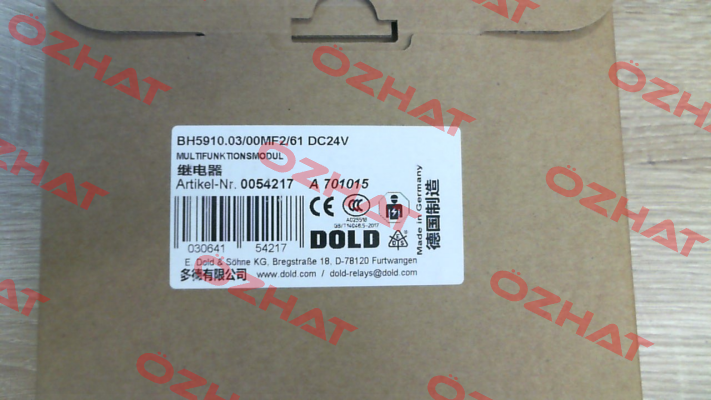 BH5910.03/00MF2/61 DC24V
MULTIFUNKTIONSMODUL
继电器
Artikel-Nr. 0054217 A 701015
CE CCC
030641 54217
DOLD
Made in Germany
德国制造
E. Dold & Söhne KG, Bregstraße 18, D-78120 Furtwangen
多德有限公司 www.dold.com / dold-relays@dold.com
ÖZHAT
ÖZHAT
ÖZHAT
ÖZHAT
ÖZHAT
ÖZHAT
ÖZHAT
ÖZHAT